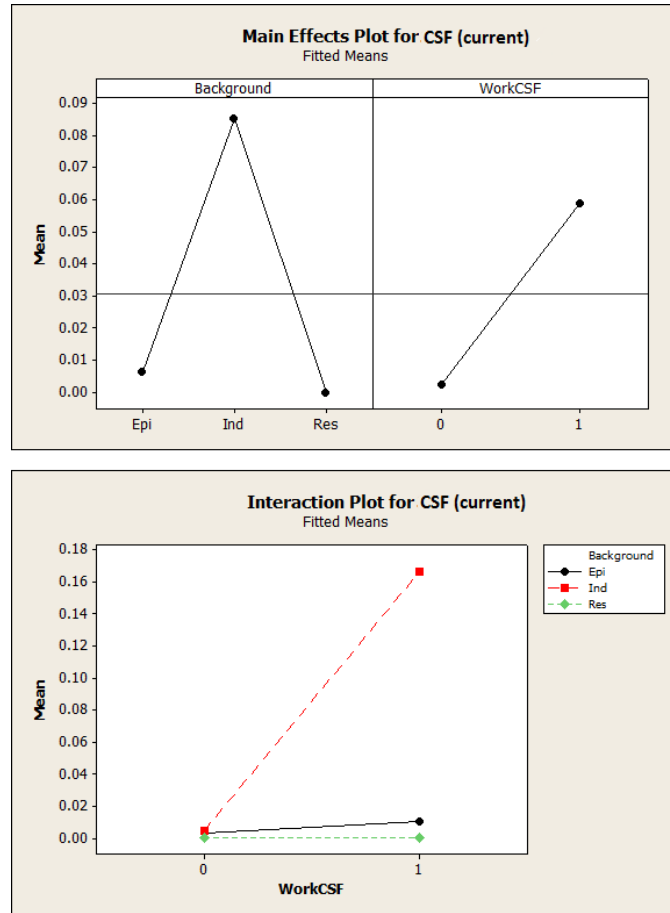 Main Effects Plot for CSF (current)
Fitted Means
Background
WorkCSF
0.09
0.08
0.07
0.06
0.05
0.04
0.03
0.02
0.01
0.00
Mean
Epi
Ind
Res
0
1
Interaction Plot for CSF (current)
Fitted Means
0.18
0.16
0.14
0.12
0.10
0.08
0.06
0.04
0.02
0.00
Mean
0
1
WorkCSF
Background
Epi
Ind
Res